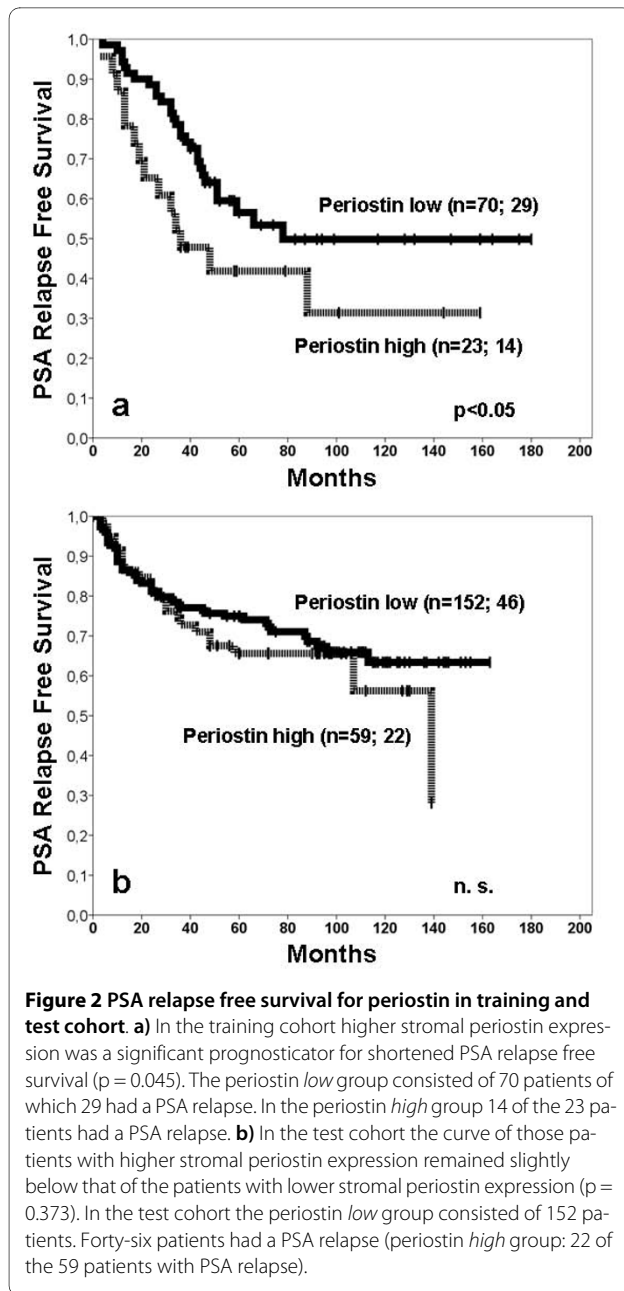 1,0
0,9
0,8
0,7
0,6
0,5
0,4
0,3
0,2
0,1
0,0
PSA Relapse Free Survival
Periostin low (n=70; 29)
Periostin high (n=23; 14)
a
p<0.05
0 20 40 60 80 100 120 140 160 180 200
Months
1,0
0,9
0,8
0,7
0,6
0,5
0,4
0,3
0,2
0,1
0,0
PSA Relapse Free Survival
Periostin low (n=152; 46)
Periostin high (n=59; 22)
b
n. s.
0 20 40 60 80 100 120 140 160 180 200
Months
Figure 2 PSA relapse free survival for periostin in training and
test cohort. a) In the training cohort higher stromal periostin expres-
sion was a significant prognosticator for shortened PSA relapse free
survival (p = 0.045). The periostin low group consisted of 70 patients of
which 29 had a PSA relapse. In the periostin high group 14 of the 23 pa-
tients had a PSA relapse. b) In the test cohort the curve of those pa-
tients with higher stromal periostin expression remained slightly
below that of the patients with lower stromal periostin expression (p =
0.373). In the test cohort the periostin low group consisted of 152 pa-
tients. Forty-six patients had a PSA relapse (periostin high group: 22 of
the 59 patients with PSA relapse).